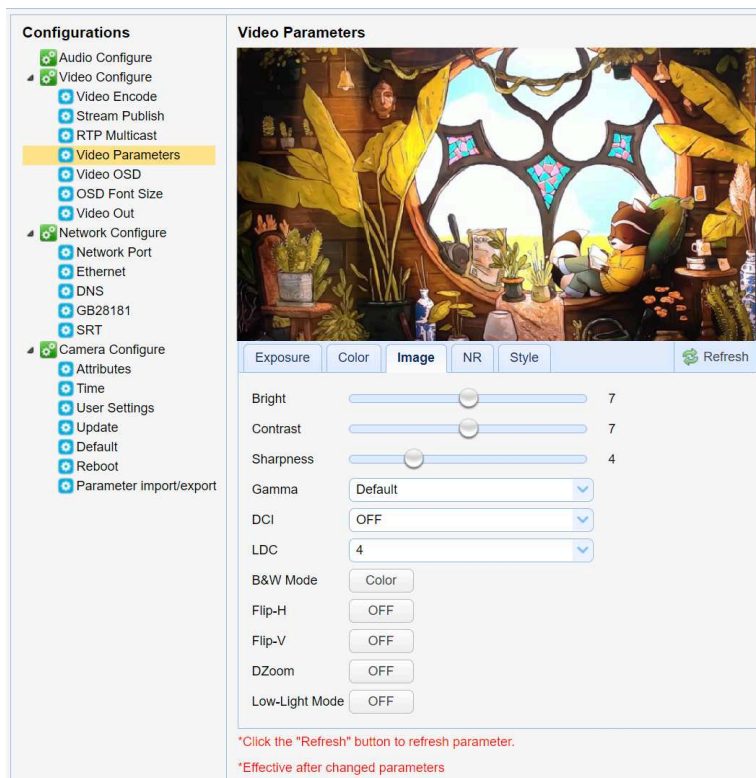 Configurations
Audio Configure
Video Configure
Video Encode
Stream Publish
RTP Multicast
Video Parameters
Video OSD
OSD Font Size
Video Out
Network Configure
Network Port
Ethernet
DNS
GB28181
SRT
Camera Configure
Attributes
Time
User Settings
Update
Default
Reboot
Parameter import/export
Video Parameters
Exposure Color Image NR Style Refresh
Bright 7
Contrast 7
Sharpness 4
Gamma Default
DCI OFF
LDC 4
B&W Mode Color
Flip-H OFF
Flip-V OFF
DZoom OFF
Low-Light Mode OFF
*Click the "Refresh" button to refresh parameter.
*Effective after changed parameters